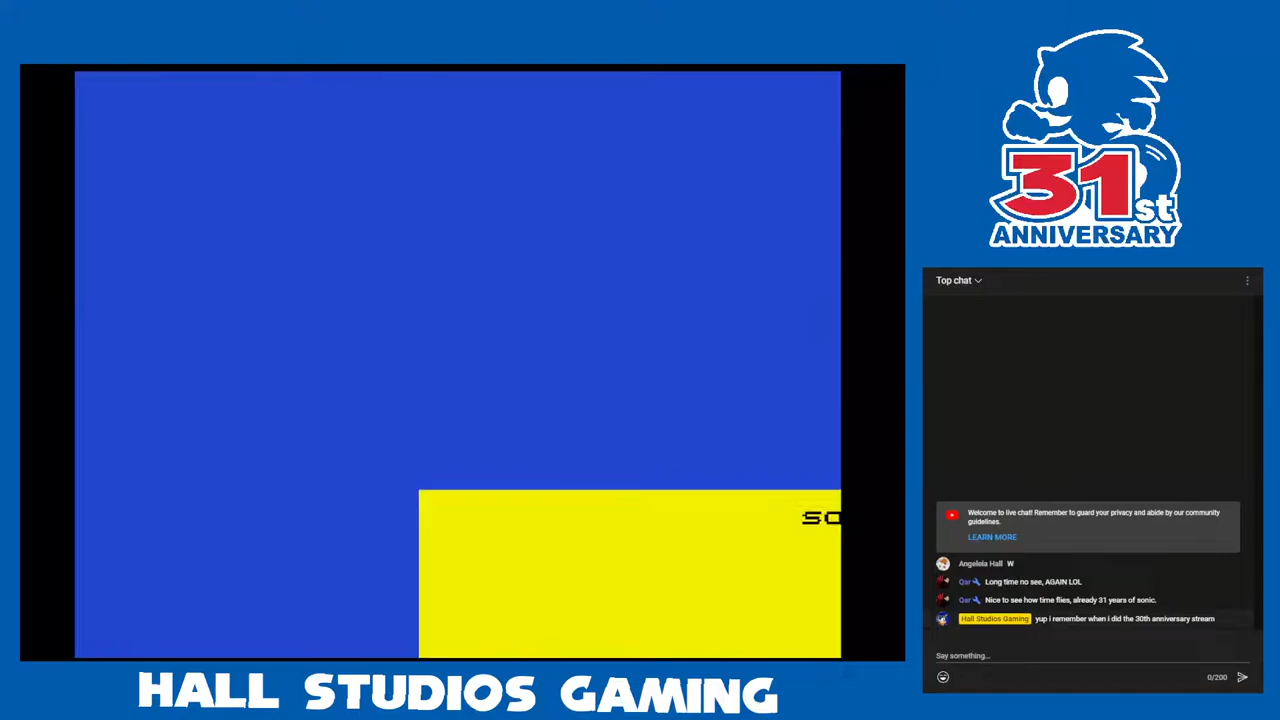 31st
ANNIVERSARY
Top chat
Welcome to live chat! Remember to guard your privacy and abide by our community
guidelines.
LEARN MORE
Angeleia Hall W
Qar Long time no see, AGAIN LOL
Qar Nice to see how time flies, already 31 years of sonic.
Hall Studios Gaming yup i remember when i did the 30th anniversary stream
Say something...
0/200
SO
HALL STUDIOS GAMING